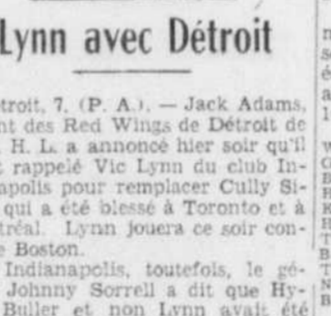 Lynn avec Détroit
troit, 7. (P. A.). — Jack Adams,
nt des Red Wings de Détroit de
H. L. a annoncé hier soir qu'il
t rappelé Vic Lynn du club In-
napolis pour remplacer Cully Si-
qui a été blessé à Toronto et à
tréal. Lynn jouera ce soir con-
e Boston.
Indianapolis, toutefois, le gé-
Johnny Sorrell a dit que Hy-
Buller et non Lynn avait été